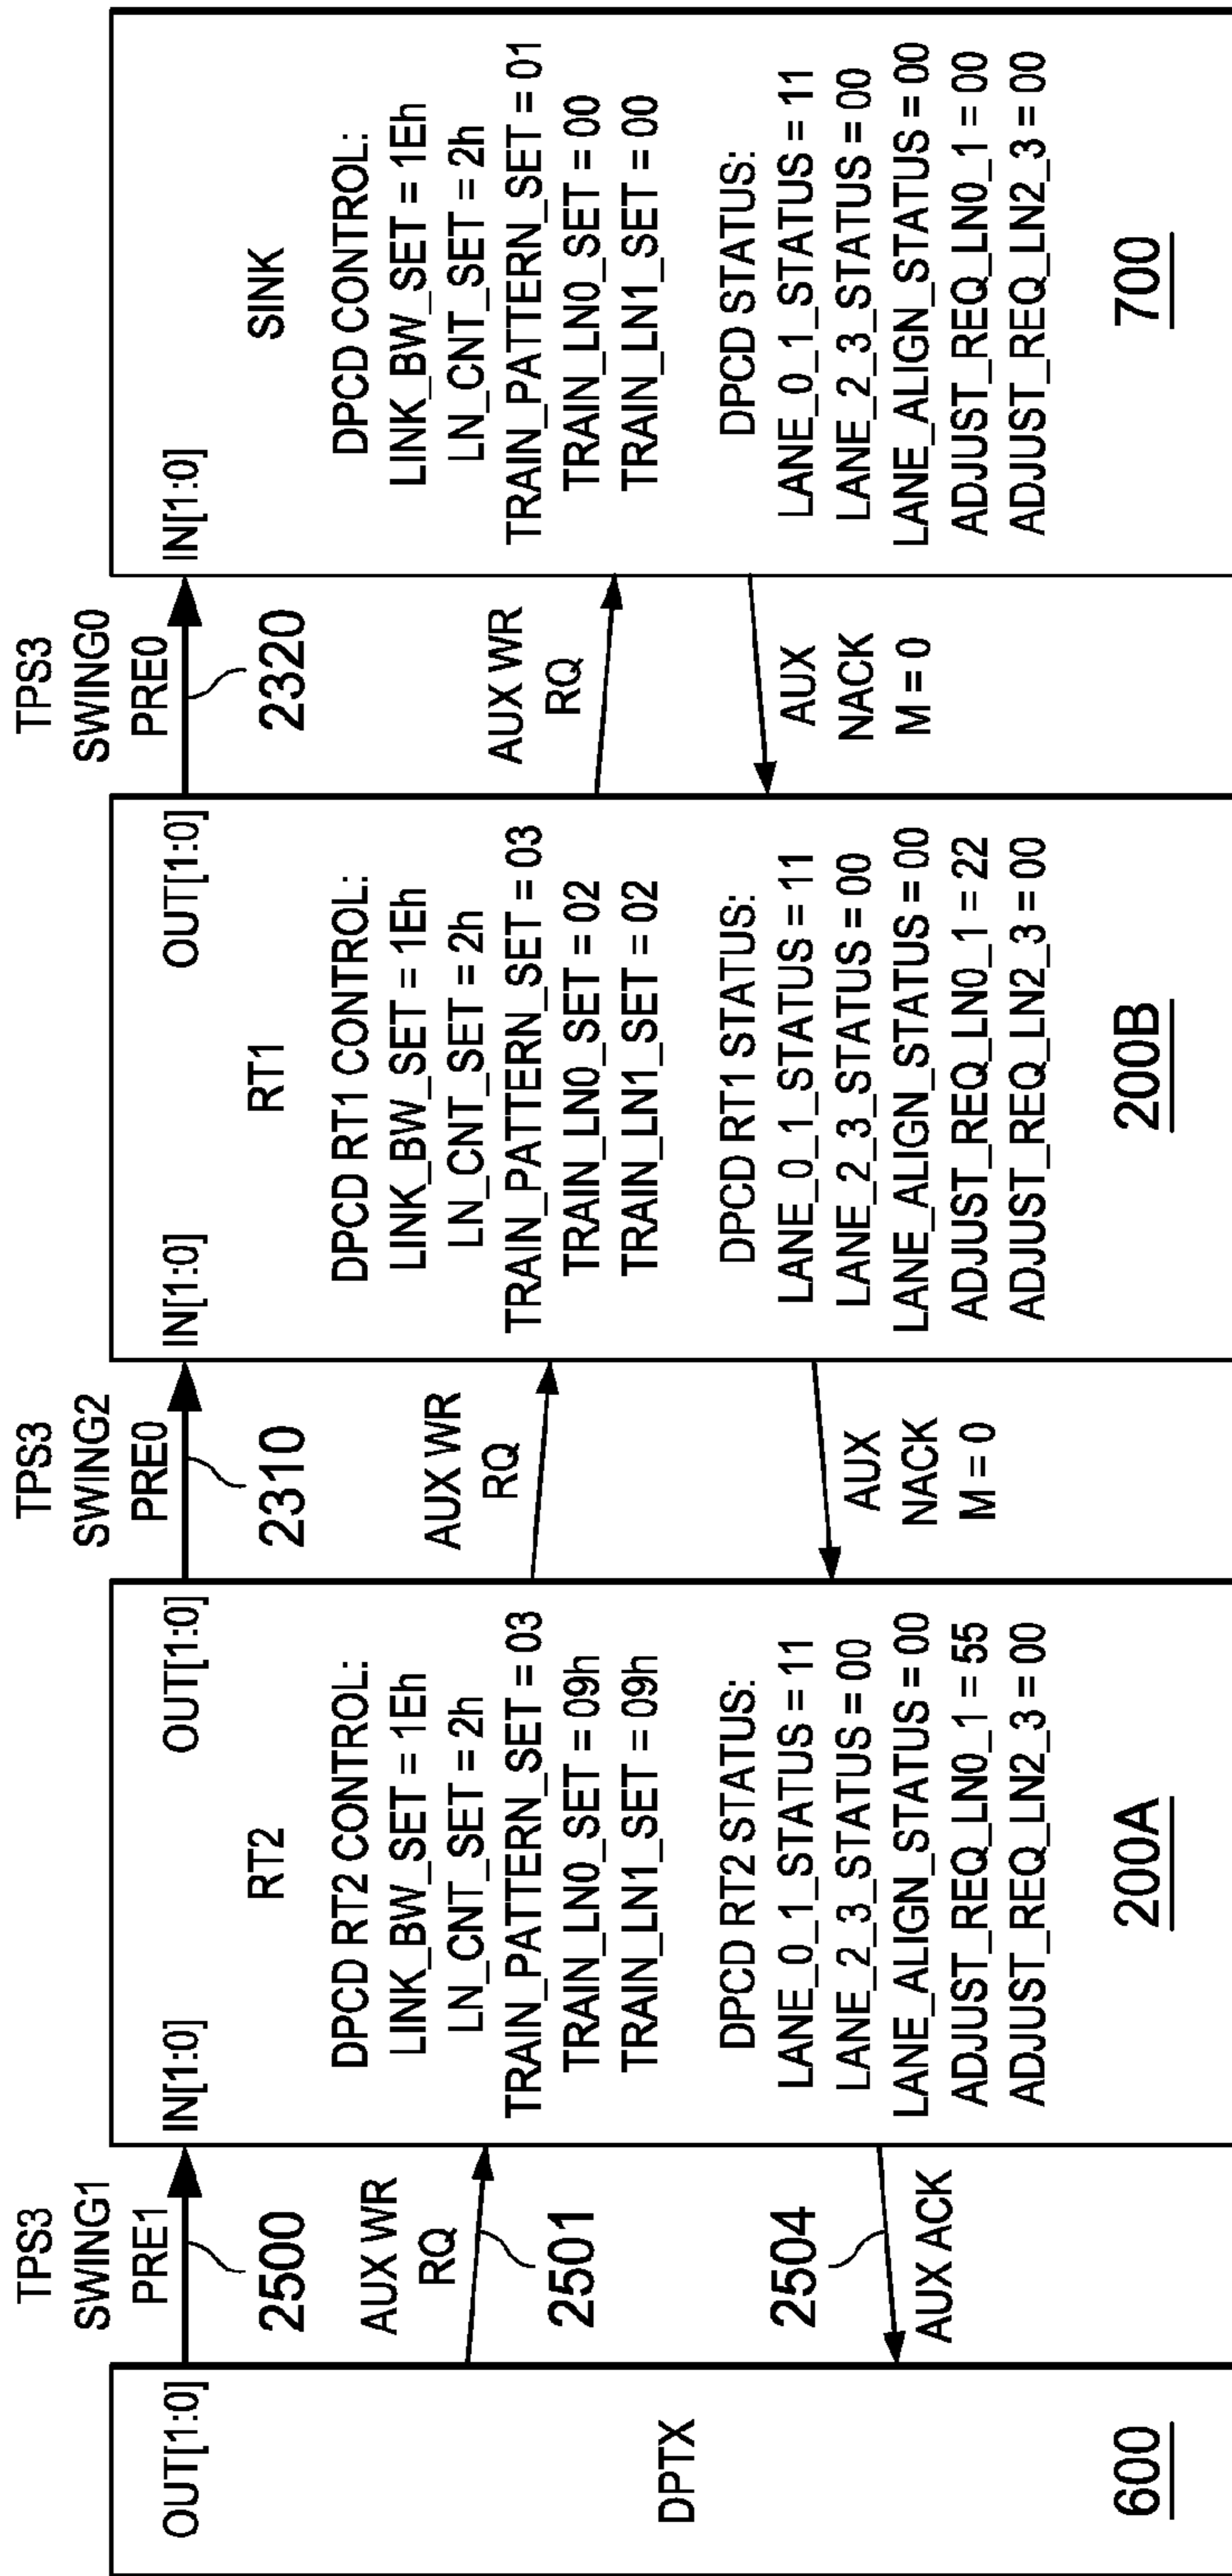 OUT[1:0]
DPTX
600
TPS3
SWING1
PRE1
2500
AUX WR
RQ
2501
2504
AUX ACK
IN[1:0]
OUT[1:0]
RT2
DPCD RT2 CONTROL:
LINK_BW_SET = 1Eh
LN_CNT_SET = 2h
TRAIN_PATTERN_SET = 03
TRAIN_LN0_SET = 09h
TRAIN_LN1_SET = 09h
DPCD RT2 STATUS:
LANE_0_1_STATUS = 11
LANE_2_3_STATUS = 00
LANE_ALIGN_STATUS = 00
ADJUST_REQ_LN0_1 = 55
ADJUST_REQ_LN2_3 = 00
200A
TPS3
SWING2
PRE0
2310
AUX WR
RQ
AUX
NACK
M = 0
IN[1:0]
OUT[1:0]
RT1
DPCD RT1 CONTROL:
LINK_BW_SET = 1Eh
LN_CNT_SET = 2h
TRAIN_PATTERN_SET = 03
TRAIN_LN0_SET = 02
TRAIN_LN1_SET = 02
DPCD RT1 STATUS:
LANE_0_1_STATUS = 11
LANE_2_3_STATUS = 00
LANE_ALIGN_STATUS = 00
ADJUST_REQ_LN0_1 = 22
ADJUST_REQ_LN2_3 = 00
200B
TPS3
SWING0
PRE0
2320
AUX WR
RQ
AUX
NACK
M = 0
IN[1:0]
SINK
DPCD CONTROL:
LINK_BW_SET = 1Eh
LN_CNT_SET = 2h
TRAIN_PATTERN_SET = 01
TRAIN_LN0_SET = 00
TRAIN_LN1_SET = 00
DPCD STATUS:
LANE_0_1_STATUS = 11
LANE_2_3_STATUS = 00
LANE_ALIGN_STATUS = 00
ADJUST_REQ_LN0_1 = 00
ADJUST_REQ_LN2_3 = 00
700